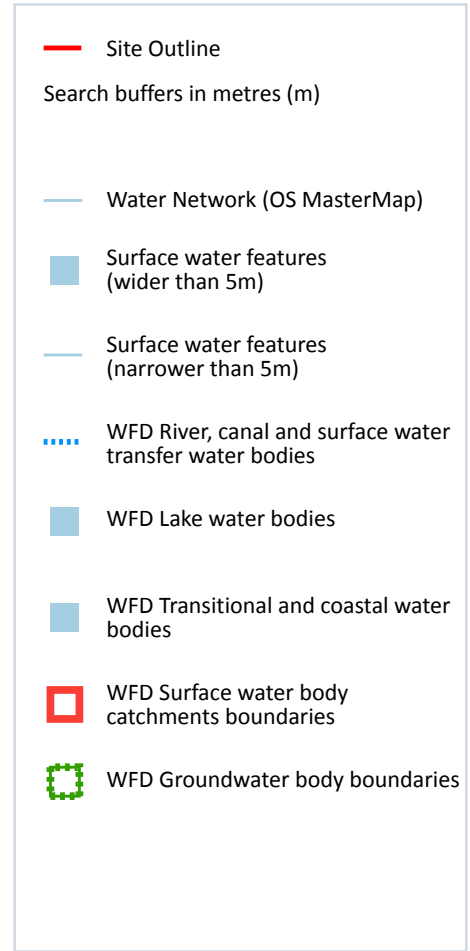 Site Outline
Search buffers in metres (m)
Water Network (OS MasterMap)
Surface water features
(wider than 5m)
Surface water features
(narrower than 5m)
WFD River, canal and surface water
transfer water bodies
WFD Lake water bodies
WFD Transitional and coastal water
bodies
WFD Surface water body
catchments boundaries
WFD Groundwater body boundaries